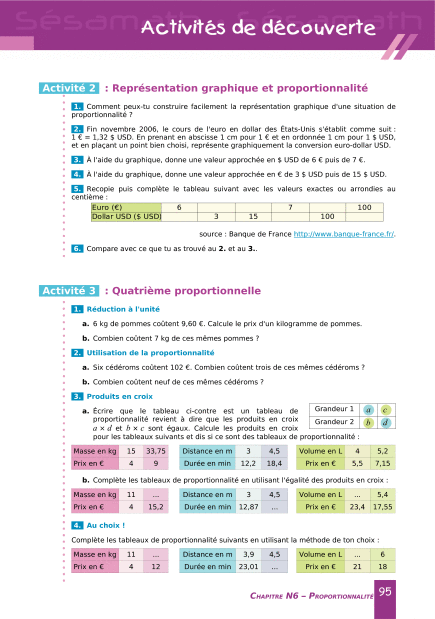 Sésamath Sésamath Sésamath
Activités de découverte
Activité 2 : Représentation graphique et proportionnalité
1. Comment peux-tu construire facilement la représentation graphique d'une situation de
proportionnalité ?
2. Fin novembre 2006, le cours de l'euro en dollar des États-Unis s'établit comme suit :
1 € = 1,32 $ USD. En prenant en abscisse 1 cm pour 1 € et en ordonnée 1 cm pour 1 $ USD,
et en plaçant un point bien choisi, représente graphiquement la conversion euro-dollar USD.
3. À l'aide du graphique, donne une valeur approchée en $ USD de 6 € puis de 7 €.
4. À l'aide du graphique, donne une valeur approchée en € de 3 $ USD puis de 15 $ USD.
5. Recopie puis complète le tableau suivant avec les valeurs exactes ou arrondies au
centième :
Euro (€) 6 7 100
Dollar USD ($ USD) 3 15 100
source : Banque de France http://www.banque-france.fr/.
6. Compare avec ce que tu as trouvé au 2. et au 3..
Activité 3 : Quatrième proportionnelle
1. Réduction à l'unité
a. 6 kg de pommes coûtent 9,60 €. Calcule le prix d'un kilogramme de pommes.
b. Combien coûtent 7 kg de ces mêmes pommes ?
2. Utilisation de la proportionnalité
a. Six cédéroms coûtent 102 €. Combien coûtent trois de ces mêmes cédéroms ?
b. Combien coûtent neuf de ces mêmes cédéroms ?
3. Produits en croix
a. Écrire que le tableau ci-contre est un tableau de
proportionnalité revient à dire que les produits en croix
a × d et b × c sont égaux. Calcule les produits en croix
pour les tableaux suivants et dis si ce sont des tableaux de proportionnalité :
Grandeur 1 a c
Grandeur 2 b d
Masse en kg 15 33,75 Distance en m 3 4,5 Volume en L 4 5,2
Prix en € 4 9 Durée en min 12,2 18,4 Prix en € 5,5 7,15
b. Complète les tableaux de proportionnalité en utilisant l'égalité des produits en croix :
Masse en kg 11 ... Distance en m 3 4,5 Volume en L ... 5,4
Prix en € 4 15,2 Durée en min 12,87 ... Prix en € 23,4 17,55
4. Au choix !
Complète les tableaux de proportionnalité suivants en utilisant la méthode de ton choix :
Masse en kg 11 ... Distance en m 3,9 4,5 Volume en L ... 6
Prix en € 4 12 Durée en min 23,01 ... Prix en € 21 18
CHAPITRE N6 – PROPORTIONNALITÉ 95